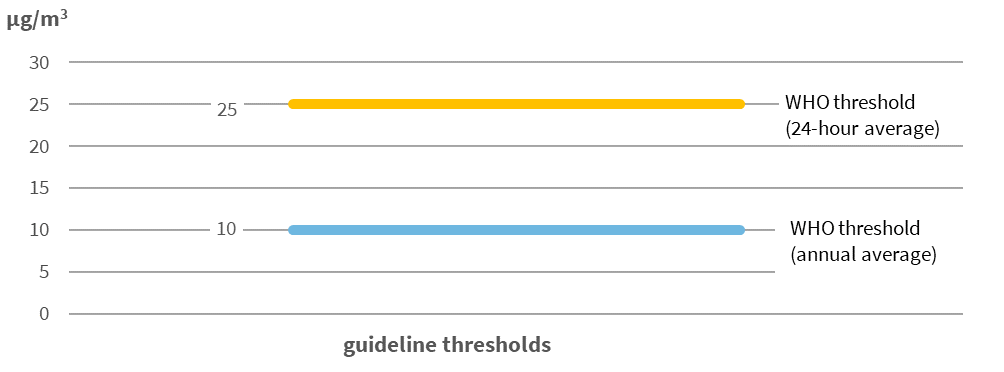 μg/m³
30
25
25
WHO threshold
(24-hour average)
20
15
10
10
WHO threshold
(annual average)
5
0
guideline thresholds